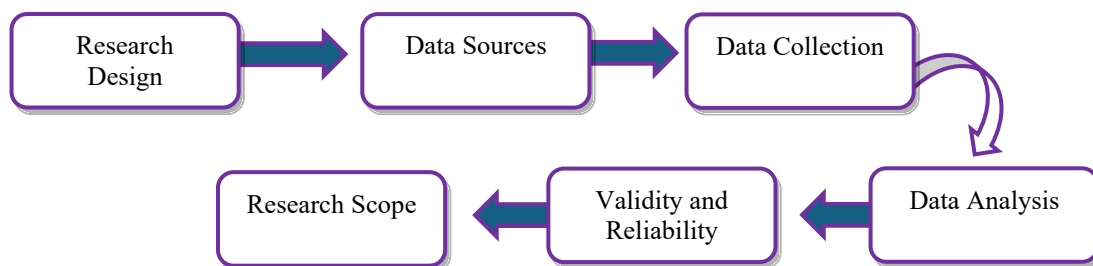 Research
Design
Data Sources
Data Collection
Data Analysis
Validity and
Reliability
Research Scope